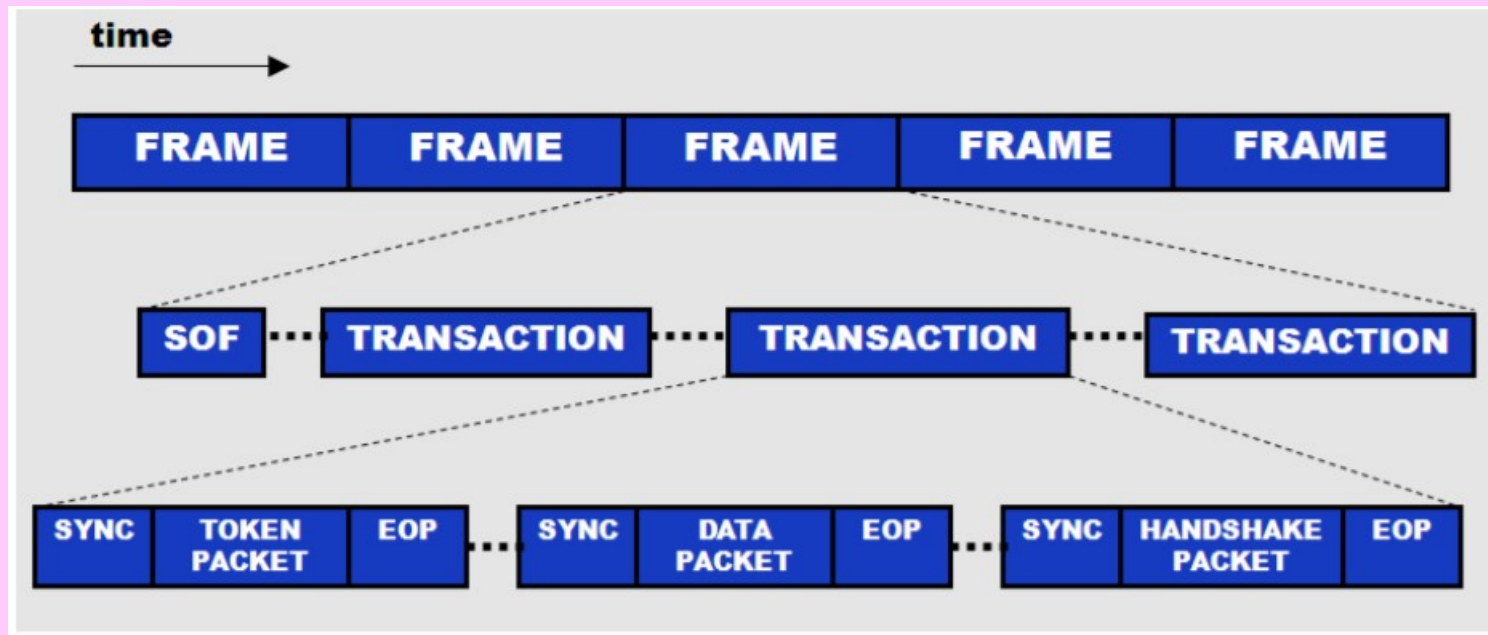 time
FRAME FRAME FRAME FRAME FRAME
SOF TRANSACTION TRANSACTION TRANSACTION
SYNC TOKEN PACKET EOP SYNC DATA PACKET EOP SYNC HANDSHAKE PACKET EOP